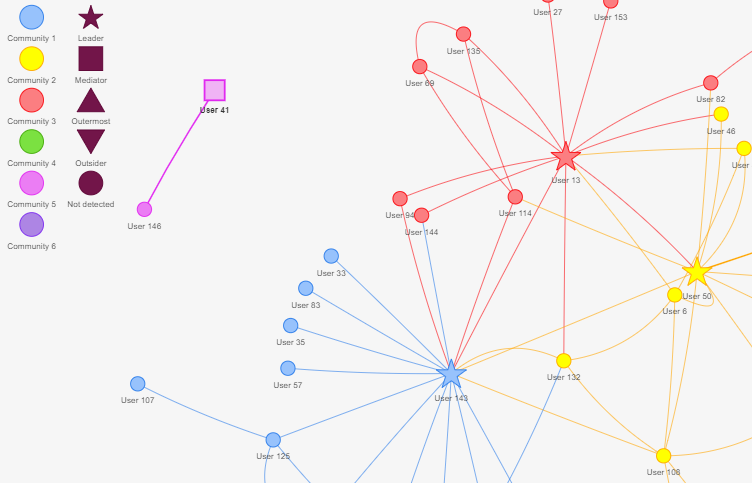 Community 1
Leader
Community 2
Mediator
Community 3
Outermost
Community 4
Outsider
Community 5
Not detected
Community 6
User 27
User 153
User 135
User 69
User 82
User 41
User 46
User
User 13
User 94
User 114
User 146
User 144
User 33
User 50
User 83
User 6
User 35
User 132
User 57
User 143
User 107
User 125
User 108